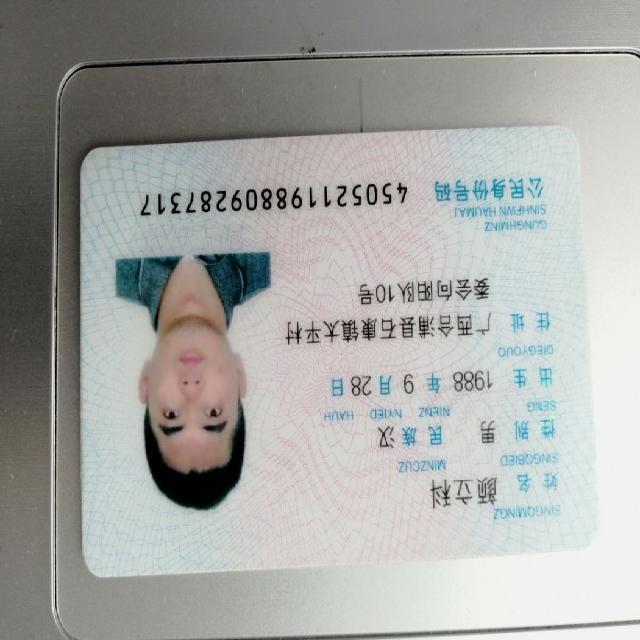 SINGQMINGZ
姓名 颜立科
SINGQBIED MINZCUZ
性别 男 民族 汉
SENG NIENZ NYIED HAUH
出生 1988 年 9 月 28 日
DIEGYOUQ
住址 广西合浦县石康镇太平村
委会向阳队10号
GUNGHMINZ
SINHFWN HAUMAJ
公民身份号码 450521198809287317